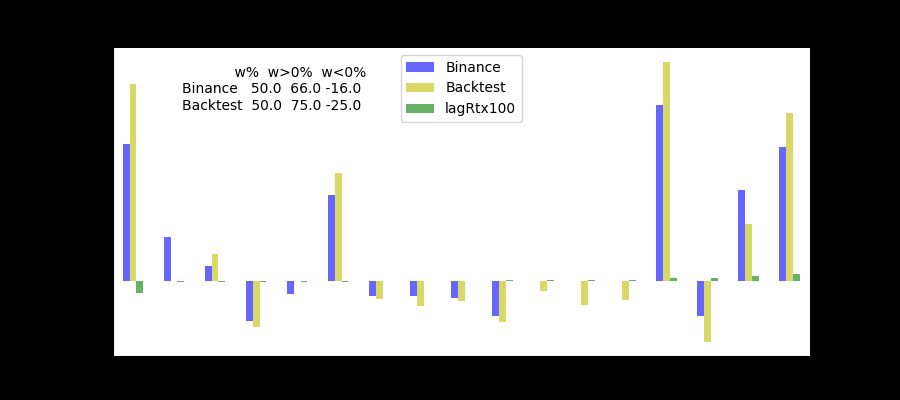 w% w>0% w<0%
Binance 50.0 66.0 -16.0
Backtest 50.0 75.0 -25.0
Binance
Backtest
lagRtx100